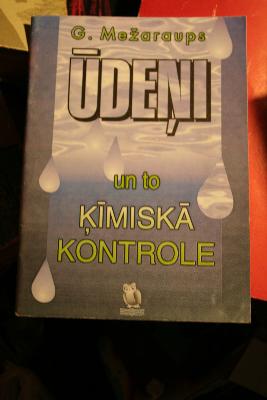 G. Mežaraups
ŪDEŅI
un to
ĶĪMISKĀ
KONTROLE